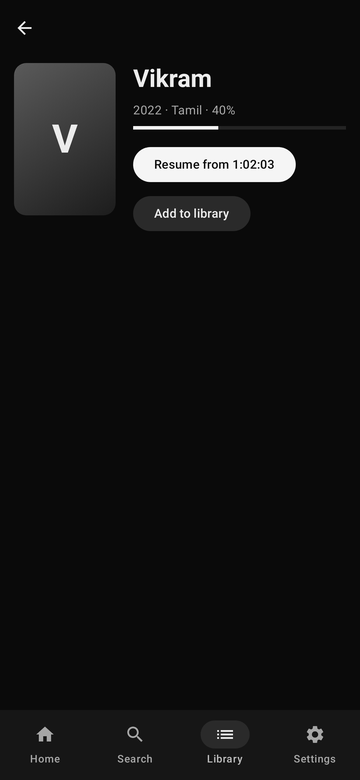 V
Vikram
2022 · Tamil · 40%
Resume from 1:02:03
Add to library
Home
Search
Library
Settings